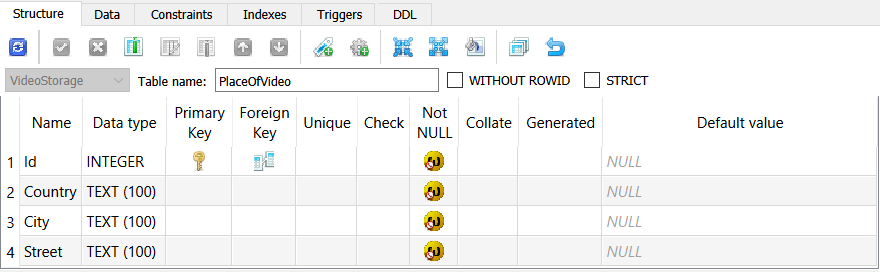 Structure Data Constraints Indexes Triggers DDL
VideoStorage Table name: PlaceOfVideo WITHOUT ROWID STRICT
Name Data type Primary Key Foreign Key Unique Check Not NULL Collate Generated Default value
1 Id INTEGER NULL
2 Country TEXT (100) NULL
3 City TEXT (100) NULL
4 Street TEXT (100) NULL